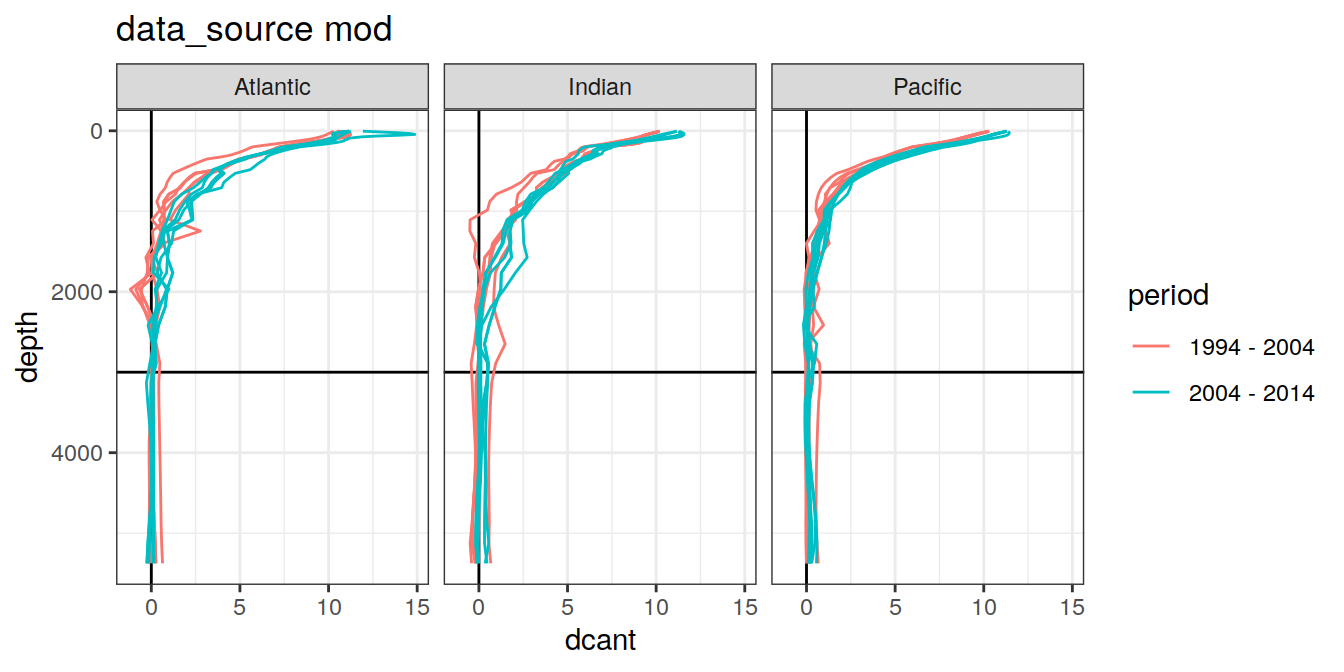 data_source mod
Atlantic Indian Pacific
0
2000
4000
depth
0 5 10 15 0 5 10 15 0 5 10 15
dcant
period
1994 - 2004
2004 - 2014